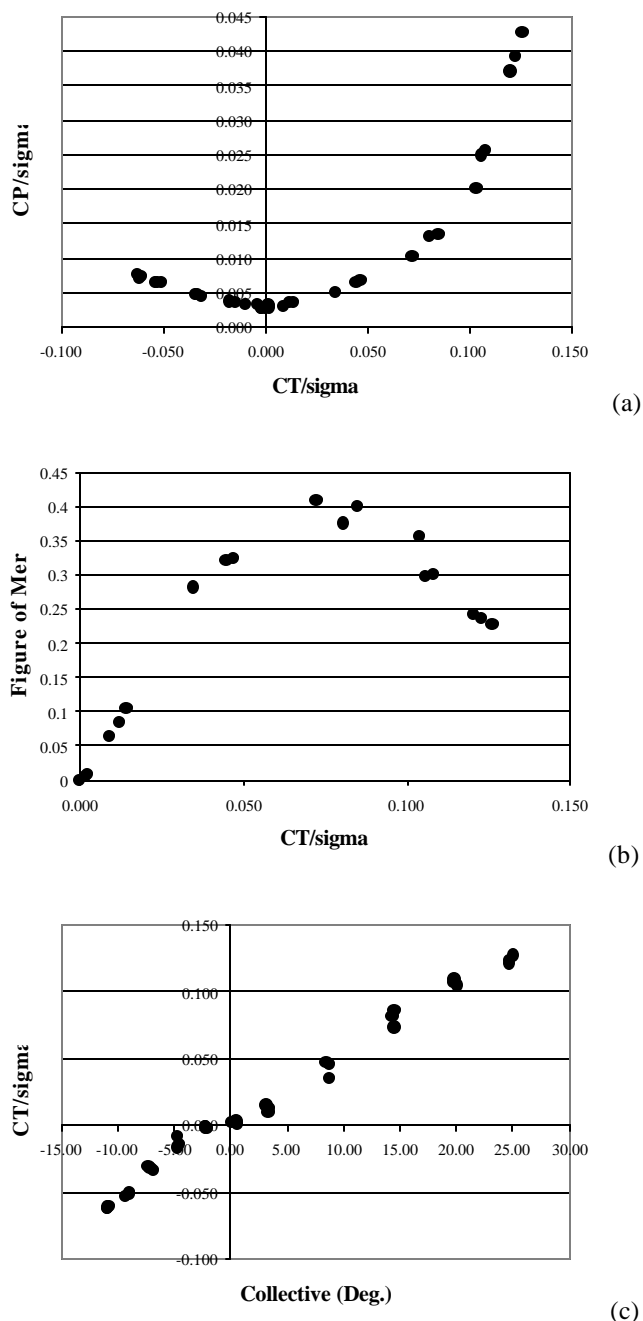 0.045
0.040
0.035
0.030
0.025
0.020
0.015
0.010
0.005
0.000
CP/sigma
-0.100 -0.050 0.000 0.050 0.100 0.150
CT/sigma
(a)
0.45
0.4
0.35
0.3
0.25
0.2
0.15
0.1
0.05
0
Figure of Mer
0.000 0.050 0.100 0.150
CT/sigma
(b)
0.150
0.100
0.050
0.000
-0.050
-0.100
CT/sigma
-15.00 -10.00 -5.00 0.00 5.00 10.00 15.00 20.00 25.00 30.00
Collective (Deg.)
(c)